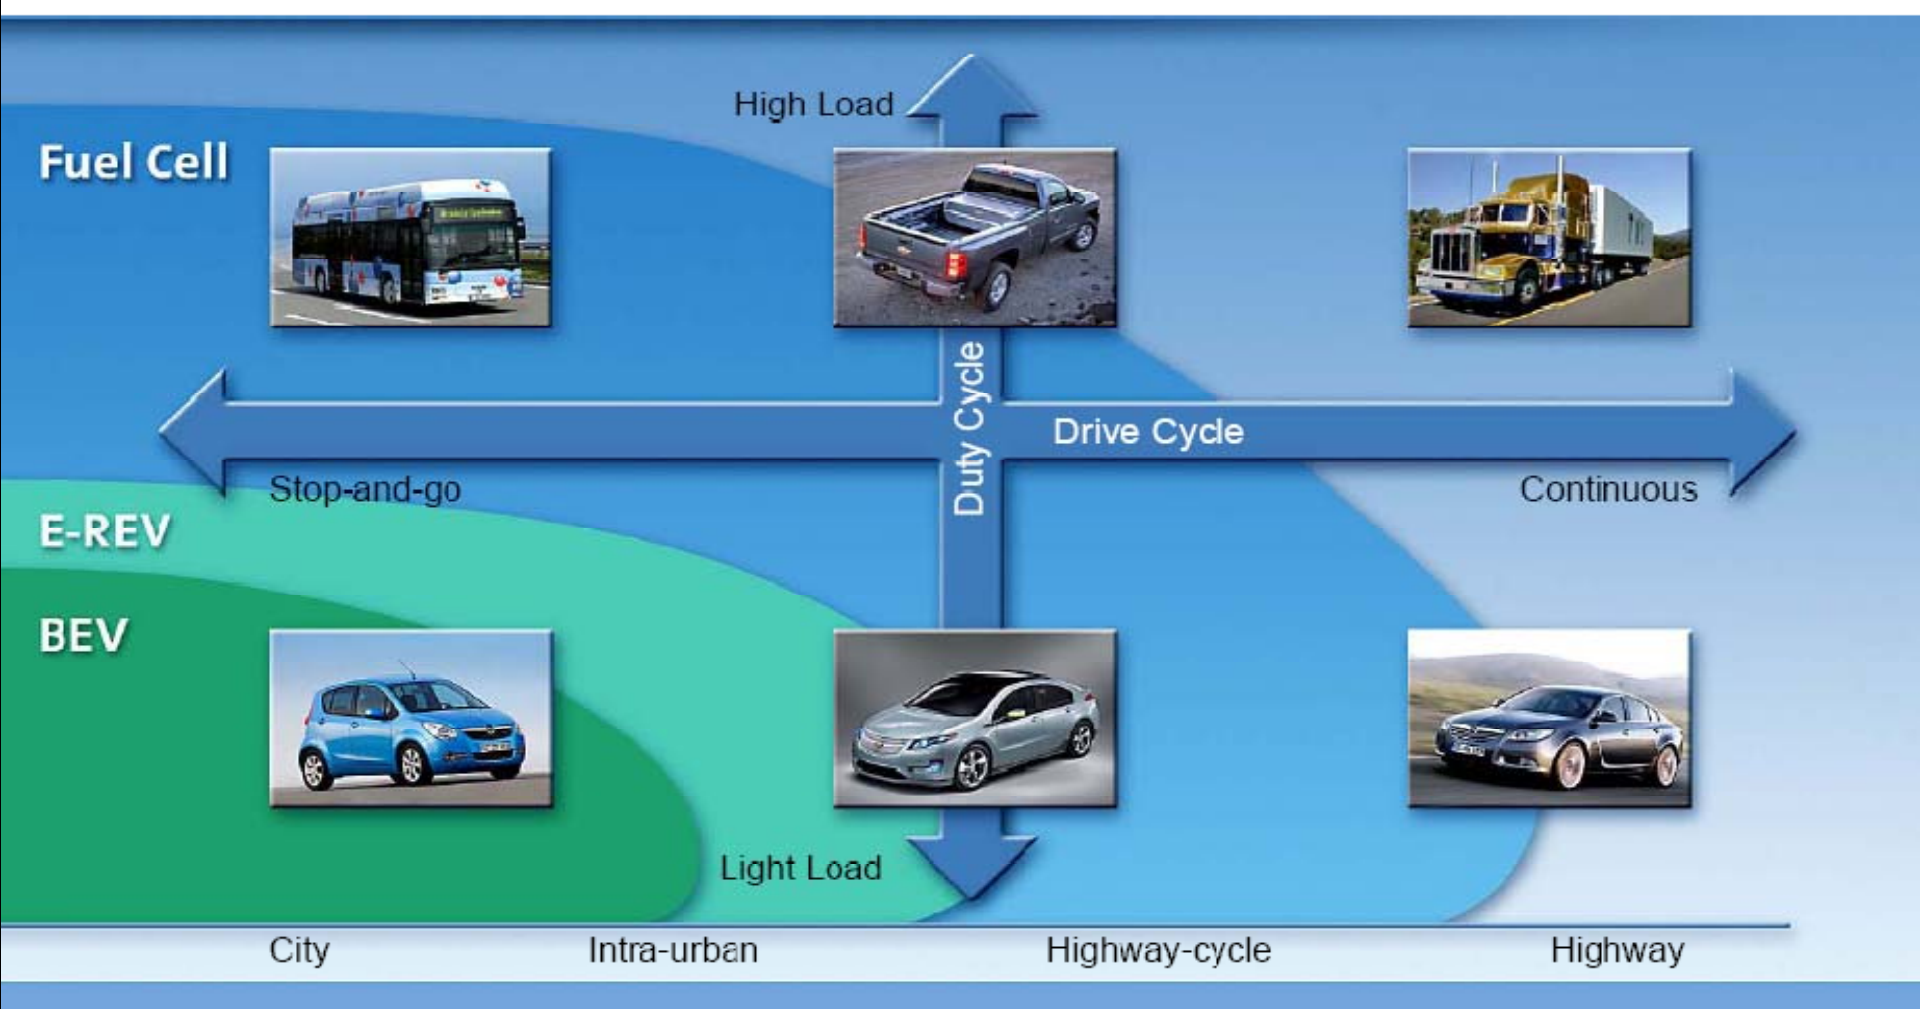 High Load
Fuel Cell
Duty Cycle
Drive Cycle
Stop-and-go
Continuous
E-REV
BEV
Light Load
City
Intra-urban
Highway-cycle
Highway